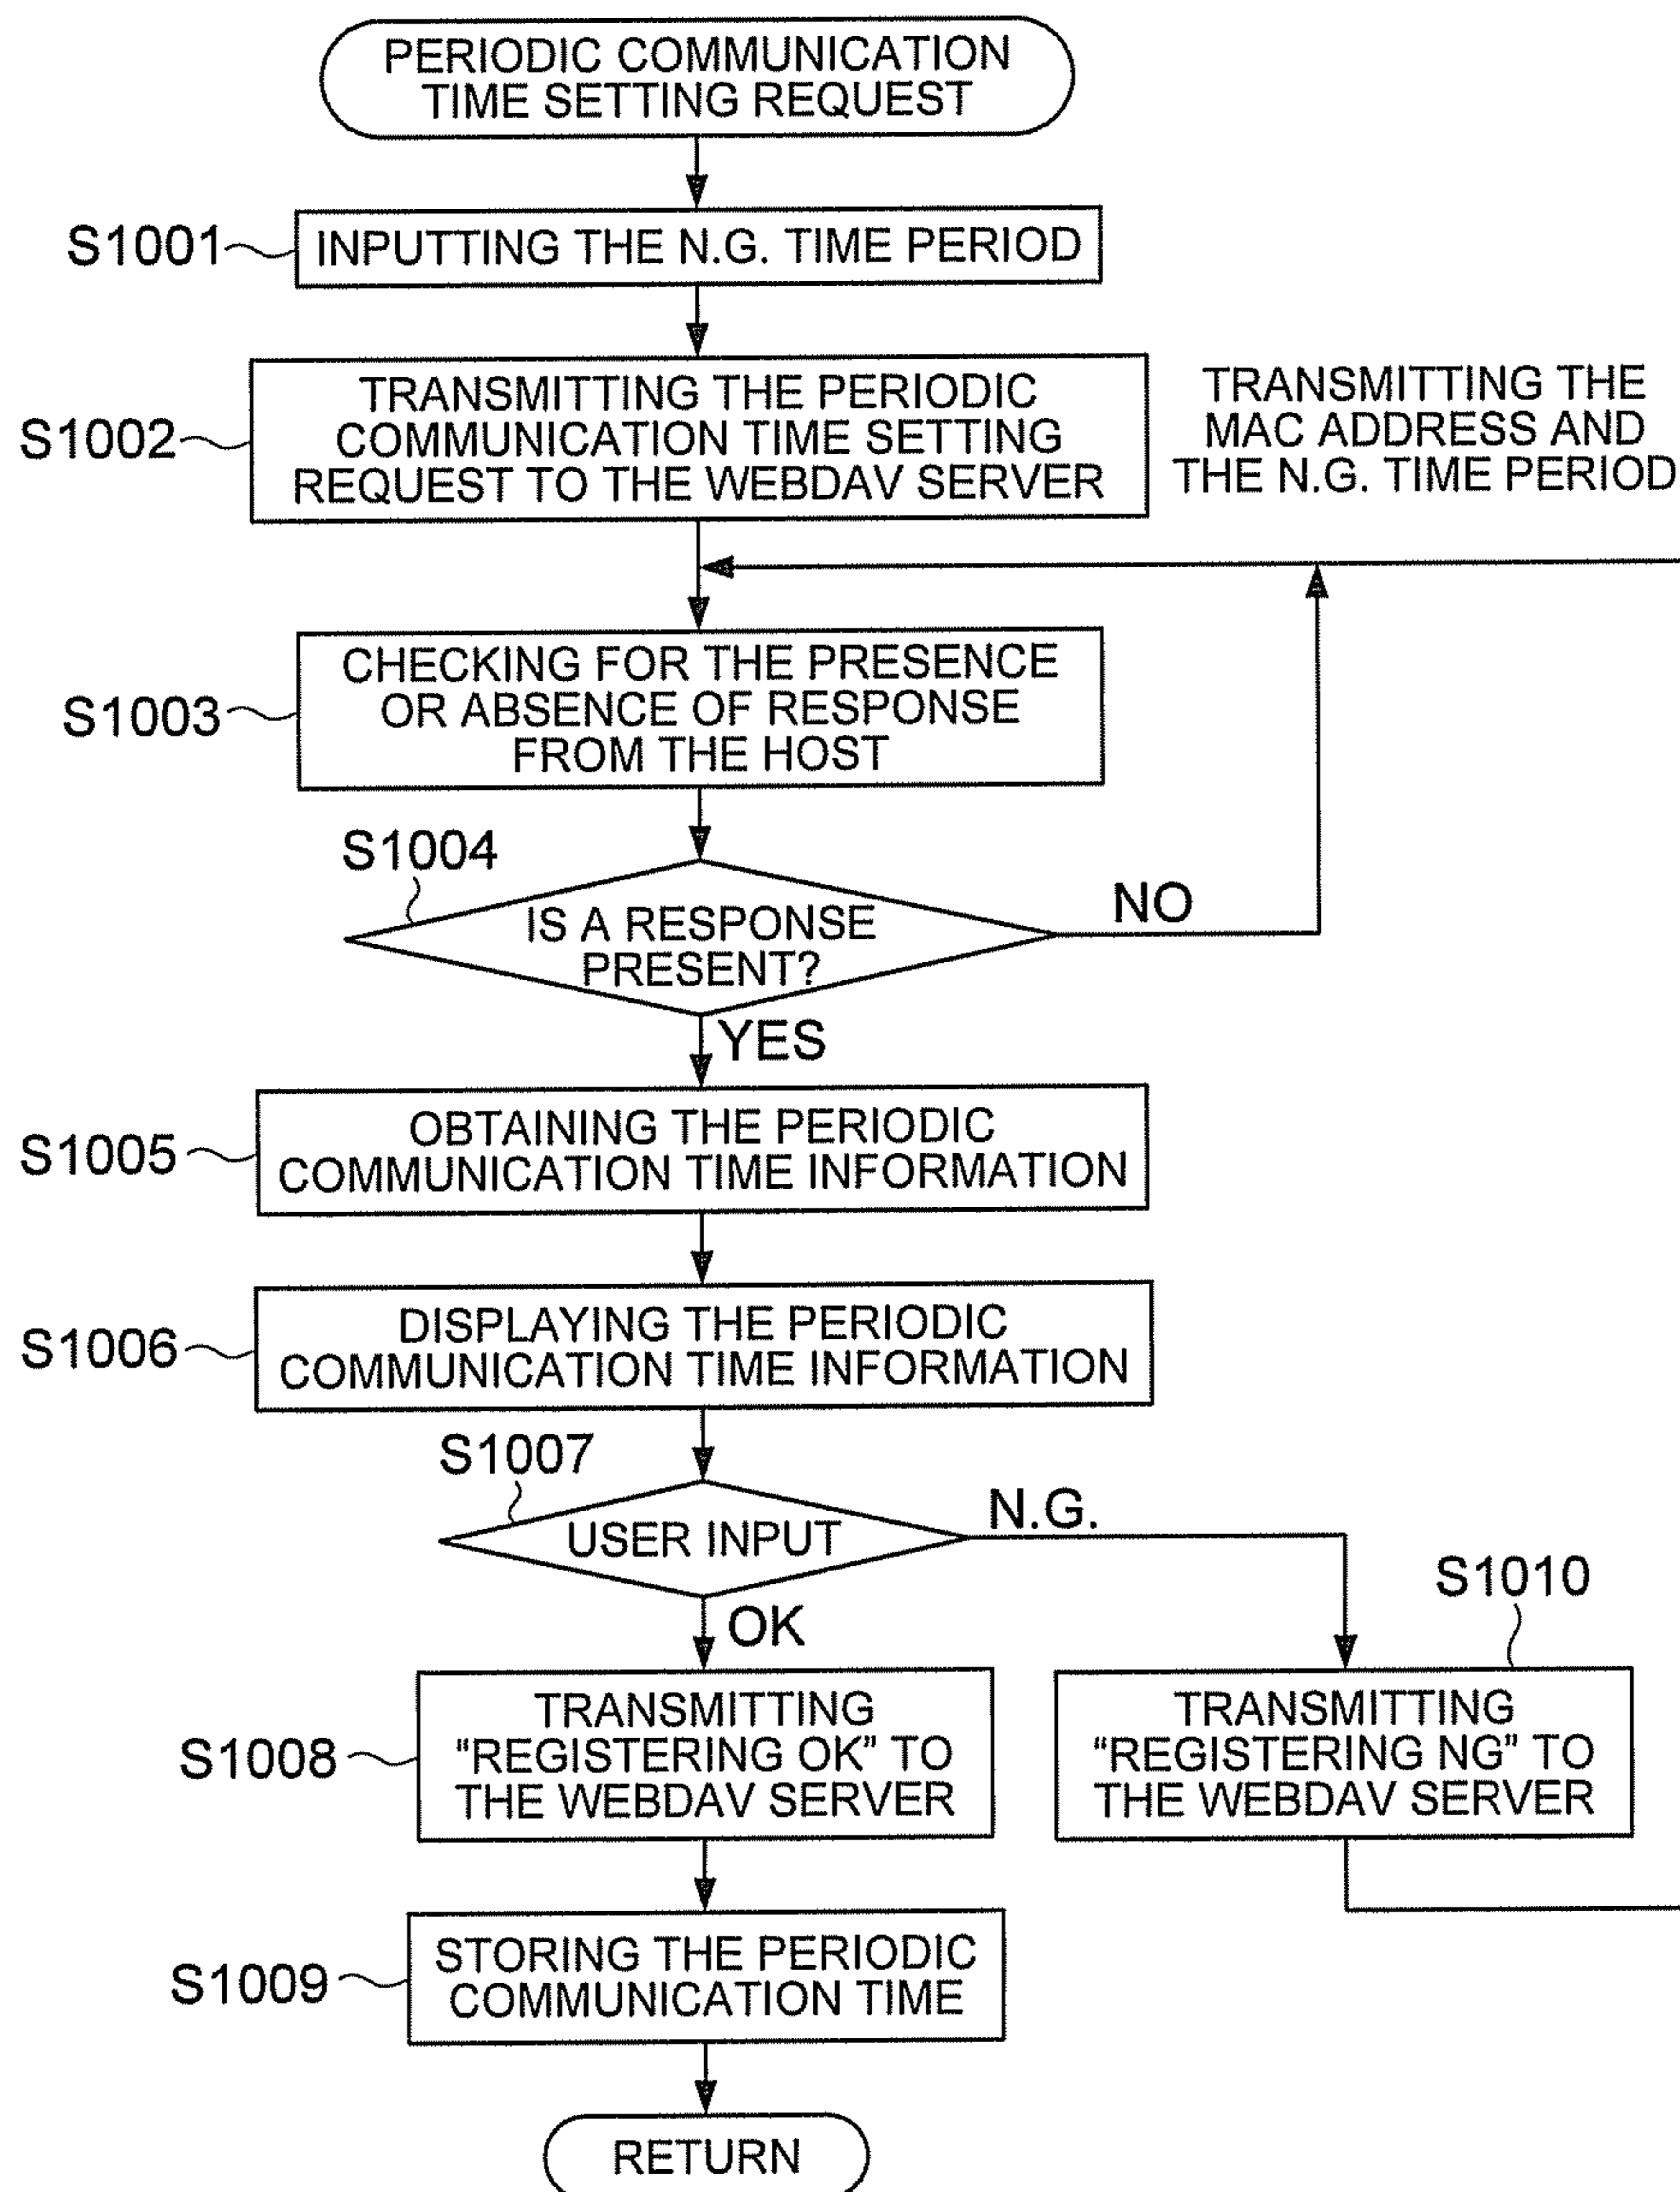 PERIODIC COMMUNICATION
TIME SETTING REQUEST
S1001
INPUTTING THE N.G. TIME PERIOD
S1002
TRANSMITTING THE PERIODIC
COMMUNICATION TIME SETTING
REQUEST TO THE WEBDAV SERVER
TRANSMITTING THE
MAC ADDRESS AND
THE N.G. TIME PERIOD
S1003
CHECKING FOR THE PRESENCE
OR ABSENCE OF RESPONSE
FROM THE HOST
S1004
IS A RESPONSE
PRESENT?
NO
YES
S1005
OBTAINING THE PERIODIC
COMMUNICATION TIME INFORMATION
S1006
DISPLAYING THE PERIODIC
COMMUNICATION TIME INFORMATION
S1007
USER INPUT
N.G.
OK
S1008
TRANSMITTING
“REGISTERING OK” TO
THE WEBDAV SERVER
S1010
TRANSMITTING
“REGISTERING NG” TO
THE WEBDAV SERVER
S1009
STORING THE PERIODIC
COMMUNICATION TIME
RETURN